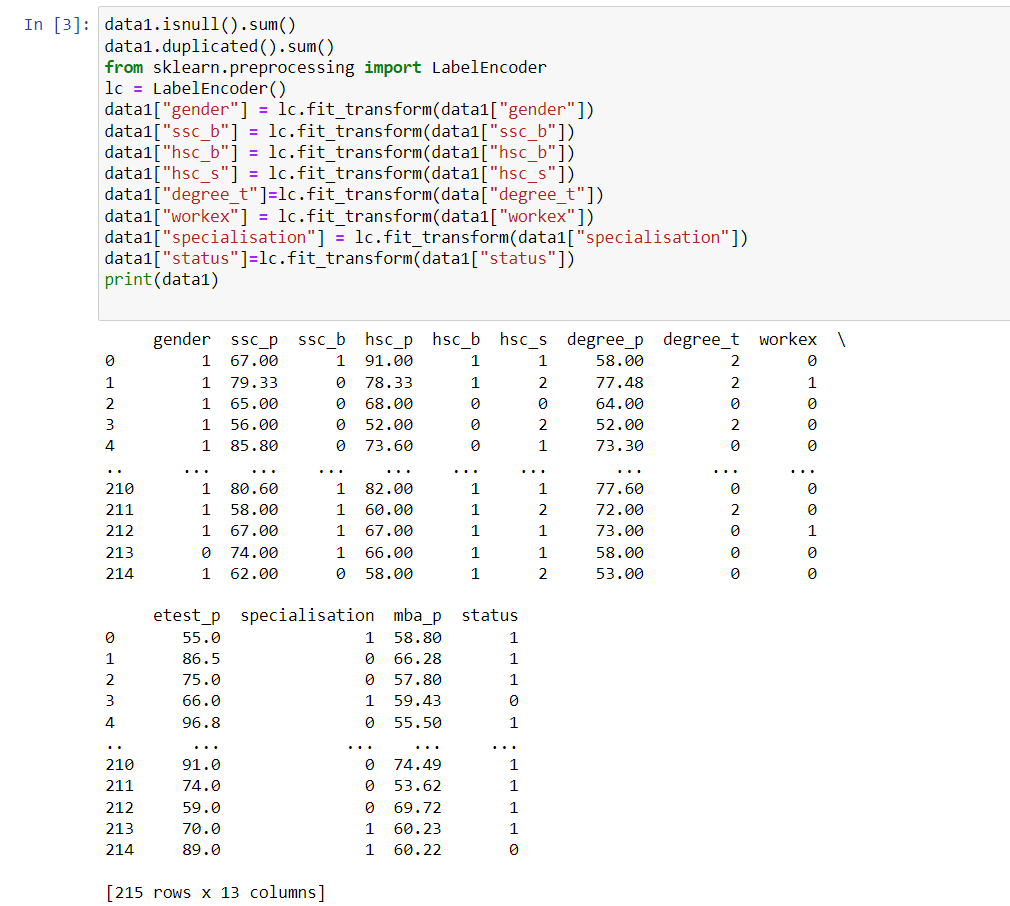 In [3]: data1.isnull().sum()
data1.duplicated().sum()
from sklearn.preprocessing import LabelEncoder
lc = LabelEncoder()
data1["gender"] = lc.fit_transform(data1["gender"])
data1["ssc_b"] = lc.fit_transform(data1["ssc_b"])
data1["hsc_b"] = lc.fit_transform(data1["hsc_b"])
data1["hsc_s"] = lc.fit_transform(data1["hsc_s"])
data1["degree_t"]=lc.fit_transform(data["degree_t"])
data1["workex"] = lc.fit_transform(data1["workex"])
data1["specialisation"] = lc.fit_transform(data1["specialisation"])
data1["status"]=lc.fit_transform(data1["status"])
print(data1)
gender ssc_p ssc_b hsc_p hsc_b hsc_s degree_p degree_t workex \
0 1 67.00 1 91.00 1 1 58.00 2 0
1 1 79.33 0 78.33 1 2 77.48 2 1
2 1 65.00 0 68.00 0 0 64.00 0 0
3 1 56.00 0 52.00 0 2 52.00 2 0
4 1 85.80 0 73.60 0 1 73.30 0 0
.. ... ... ... ... ... ... ... ... ...
210 1 80.60 1 82.00 1 1 77.60 0 0
211 1 58.00 1 60.00 1 2 72.00 2 0
212 1 67.00 1 67.00 1 1 73.00 0 1
213 0 74.00 1 66.00 1 1 58.00 0 0
214 1 62.00 0 58.00 1 2 53.00 0 0
etest_p specialisation mba_p status
0 55.0 1 58.80 1
1 86.5 0 66.28 1
2 75.0 0 57.80 1
3 66.0 1 59.43 0
4 96.8 0 55.50 1
.. ... ... ... ...
210 91.0 0 74.49 1
211 74.0 0 53.62 1
212 59.0 0 69.72 1
213 70.0 1 60.23 1
214 89.0 1 60.22 0
[215 rows x 13 columns]